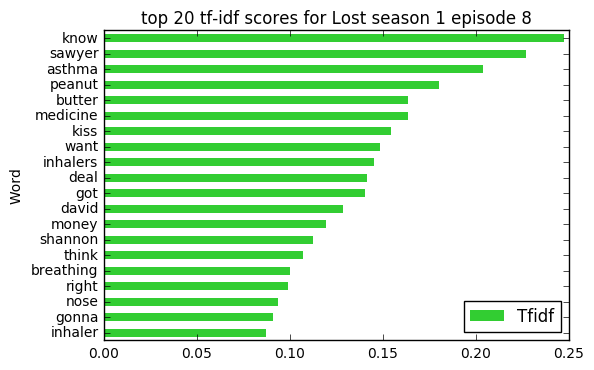 top 20 tf-idf scores for Lost season 1 episode 8
know
sawyer
asthma
peanut
butter
medicine
kiss
want
inhalers
deal
got
david
money
shannon
think
breathing
right
nose
gonna
inhaler
Word
Tfidf
0.00 0.05 0.10 0.15 0.20 0.25